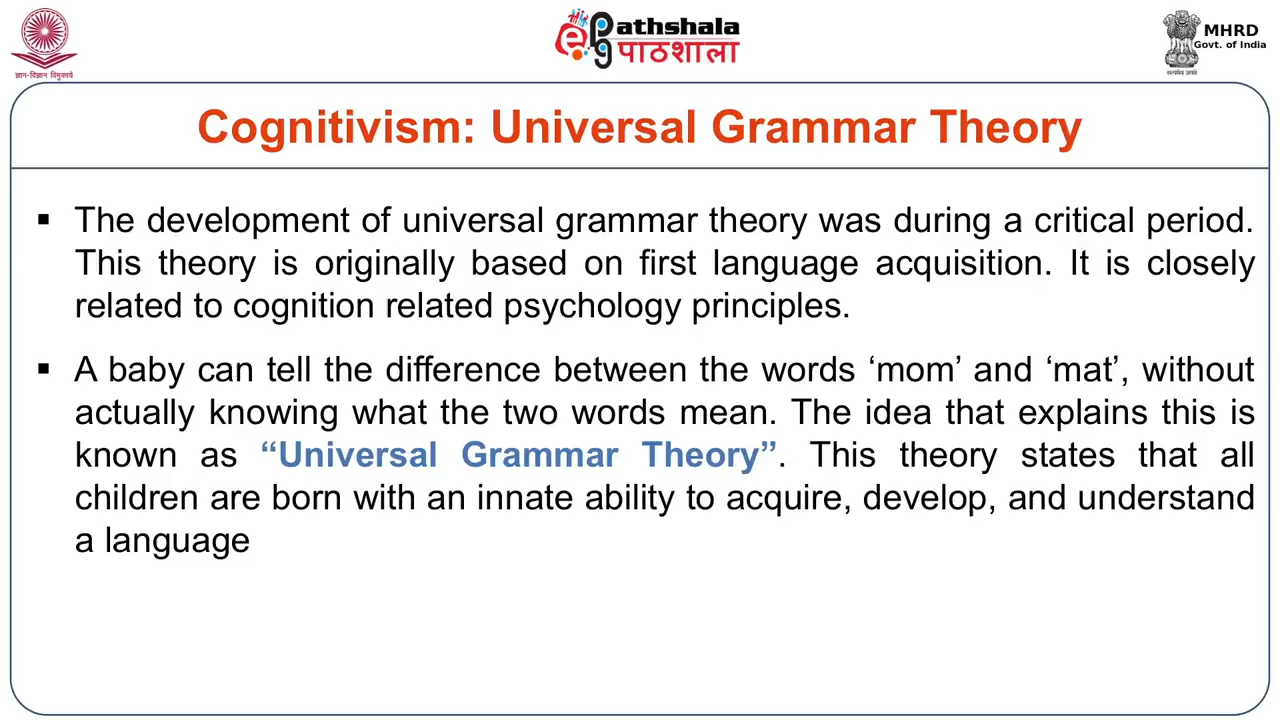 ज्ञान-विज्ञान विमुक्तये
ePathshala
पाठशाला
MHRD
Govt. of India
सत्यमेव जयते
Cognitivism: Universal Grammar Theory
▪ The development of universal grammar theory was during a critical period.
This theory is originally based on first language acquisition. It is closely
related to cognition related psychology principles.
▪ A baby can tell the difference between the words ‘mom’ and ‘mat’, without
actually knowing what the two words mean. The idea that explains this is
known as “Universal Grammar Theory”. This theory states that all
children are born with an innate ability to acquire, develop, and understand
a language